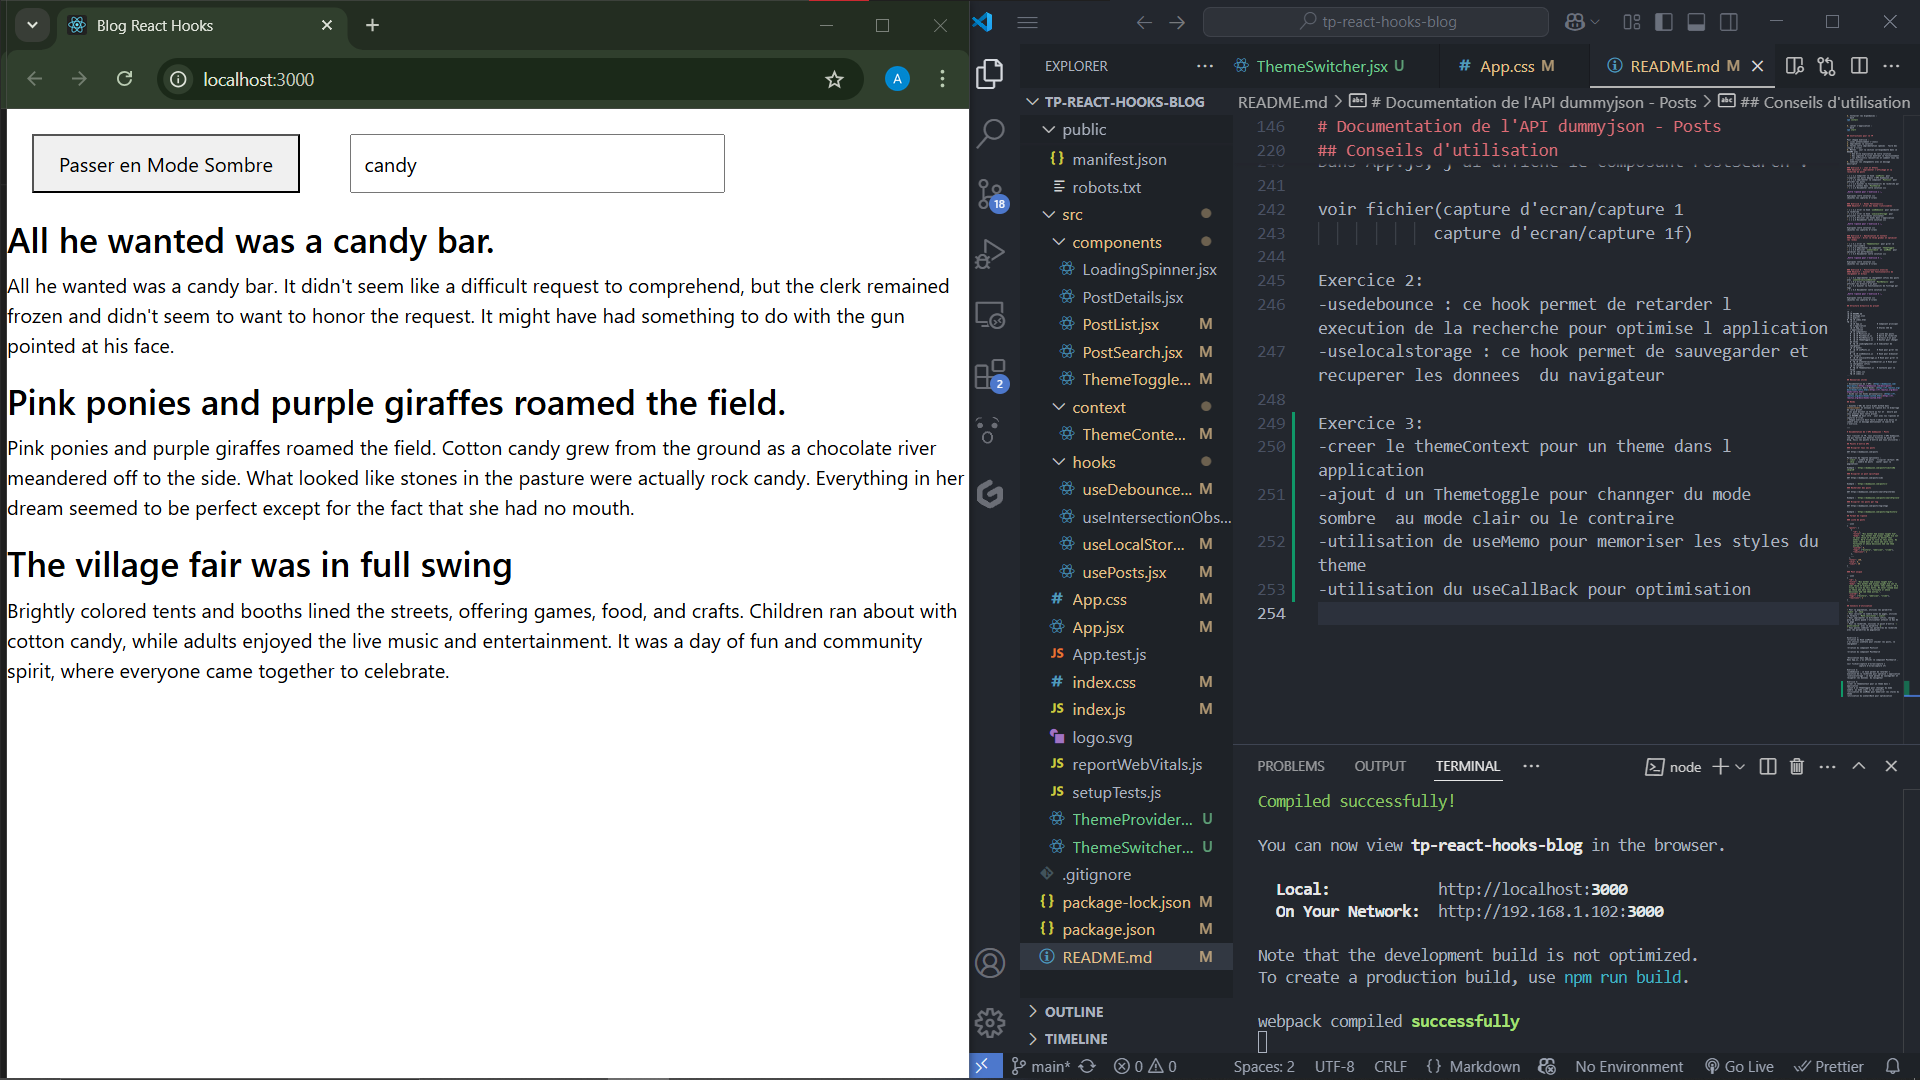 Blog React Hooks
localhost:3000
A
Passer en Mode Sombre
candy
All he wanted was a candy bar.
All he wanted was a candy bar. It didn't seem like a difficult request to comprehend, but the clerk remained
frozen and didn't seem to want to honor the request. It might have had something to do with the gun
pointed at his face.
Pink ponies and purple giraffes roamed the field.
Pink ponies and purple giraffes roamed the field. Cotton candy grew from the ground as a chocolate river
meandered off to the side. What looked like stones in the pasture were actually rock candy. Everything in her
dream seemed to be perfect except for the fact that she had no mouth.
The village fair was in full swing
Brightly colored tents and booths lined the streets, offering games, food, and crafts. Children ran about with
cotton candy, while adults enjoyed the live music and entertainment. It was a day of fun and community
spirit, where everyone came together to celebrate.
tp-react-hooks-blog
18
2
EXPLORER
TP-REACT-HOOKS-BLOG
public
{} manifest.json
robots.txt
src
components
LoadingSpinner.jsx
PostDetails.jsx
PostList.jsx M
PostSearch.jsx M
ThemeToggle... M
context
ThemeConte... M
hooks
useDebounce... M
useIntersectionObs...
useLocalStor... M
usePosts.jsx M
# App.css M
App.jsx M
JS App.test.js
# index.css M
JS index.js M
logo.svg
JS reportWebVitals.js
JS setupTests.js
ThemeProvider... U
ThemeSwitcher... U
.gitignore
{} package-lock.json M
{} package.json M
README.md M
OUTLINE
TIMELINE
ThemeSwitcher.jsx U
# App.css M
README.md M
README.md > # Documentation de l'API dummyjson - Posts > ## Conseils d'utilisation
146 # Documentation de l'API dummyjson - Posts
220 ## Conseils d'utilisation
241
242 voir fichier(capture d'ecran/capture 1
243 capture d'ecran/capture 1f)
244
245 Exercice 2:
246 -usedebounce : ce hook permet de retarder l
execution de la recherche pour optimise l application
247 -uselocalstorage : ce hook permet de sauvegarder et
recuperer les donnees  du navigateur
248
249 Exercice 3:
250 -creer le themeContext pour un theme dans l
application
251 -ajout d un Themetoggle pour channger du mode
sombre  au mode clair ou le contraire
252 -utilisation de useMemo pour memoriser les styles du
theme
253 -utilisation du useCallBack pour optimisation
254
PROBLEMS OUTPUT TERMINAL
node
Compiled successfully!
You can now view tp-react-hooks-blog in the browser.
Local: http://localhost:3000
On Your Network: http://192.168.1.102:3000
Note that the development build is not optimized.
To create a production build, use npm run build.
webpack compiled successfully
main* 0 0 Spaces: 2 UTF-8 CRLF {} Markdown No Environment Go Live Prettier